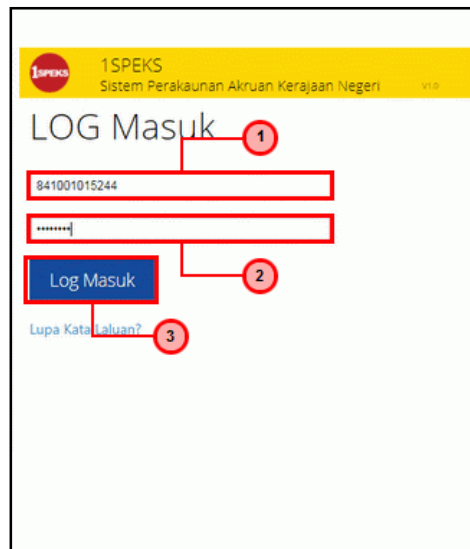 1SPEKS
1SPEKS
Sistem Perakaunan Akruan Kerajaan Negeri V1.0
LOG Masuk
1
841001015244
••••••••
2
Log Masuk
Lupa Kata Laluan?
3